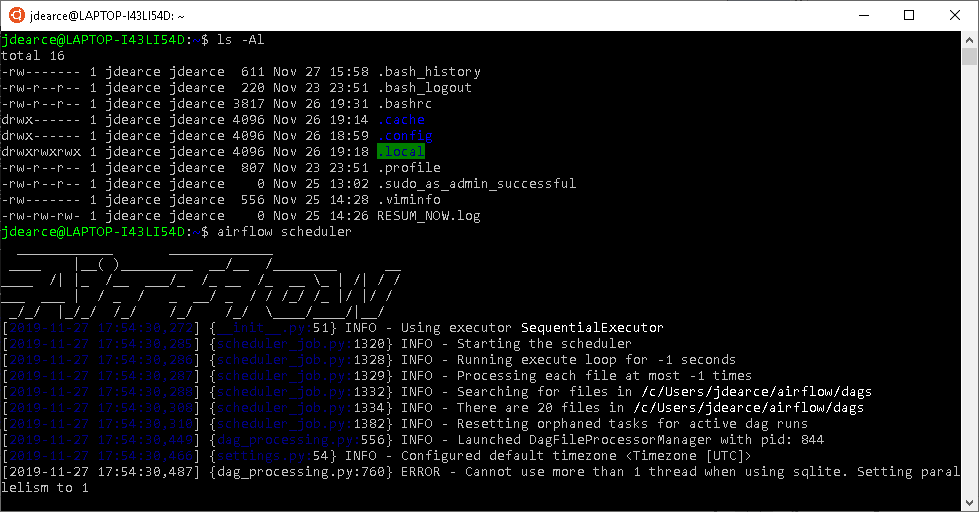 jdearce@LAPTOP-I43LI54D: ~
jdearce@LAPTOP-I43LI54D:~$ ls -Al
total 16
-rw------- 1 jdearce jdearce  611 Nov 27 15:58 .bash_history
-rw-r--r-- 1 jdearce jdearce  220 Nov 23 23:51 .bash_logout
-rw-r--r-- 1 jdearce jdearce 3817 Nov 26 19:31 .bashrc
drwx------ 1 jdearce jdearce 4096 Nov 26 19:14 .cache
drwx------ 1 jdearce jdearce 4096 Nov 26 18:59 .config
drwxrwxrwx 1 jdearce jdearce 4096 Nov 26 19:18 .local
-rw-r--r-- 1 jdearce jdearce  807 Nov 23 23:51 .profile
-rw-r--r-- 1 jdearce jdearce    0 Nov 25 13:02 .sudo_as_admin_successful
-rw------- 1 jdearce jdearce  556 Nov 25 14:28 .viminfo
-rw-rw-rw- 1 jdearce jdearce    0 Nov 25 14:26 RESUM_NOW.log
jdearce@LAPTOP-I43LI54D:~$ airflow scheduler
Airflow
[2019-11-27 17:54:30,272] {__init__.py:51} INFO - Using executor SequentialExecutor
[2019-11-27 17:54:30,285] {scheduler_job.py:1320} INFO - Starting the scheduler
[2019-11-27 17:54:30,286] {scheduler_job.py:1328} INFO - Running execute loop for -1 seconds
[2019-11-27 17:54:30,287] {scheduler_job.py:1329} INFO - Processing each file at most -1 times
[2019-11-27 17:54:30,288] {scheduler_job.py:1332} INFO - Searching for files in /c/Users/jdearce/airflow/dags
[2019-11-27 17:54:30,308] {scheduler_job.py:1334} INFO - There are 20 files in /c/Users/jdearce/airflow/dags
[2019-11-27 17:54:30,310] {scheduler_job.py:1382} INFO - Resetting orphaned tasks for active dag runs
[2019-11-27 17:54:30,449] {dag_processing.py:556} INFO - Launched DagFileProcessorManager with pid: 844
[2019-11-27 17:54:30,466] {settings.py:54} INFO - Configured default timezone <Timezone [UTC]>
[2019-11-27 17:54:30,487] {dag_processing.py:760} ERROR - Cannot use more than 1 thread when using sqlite. Setting paral
lelism to 1